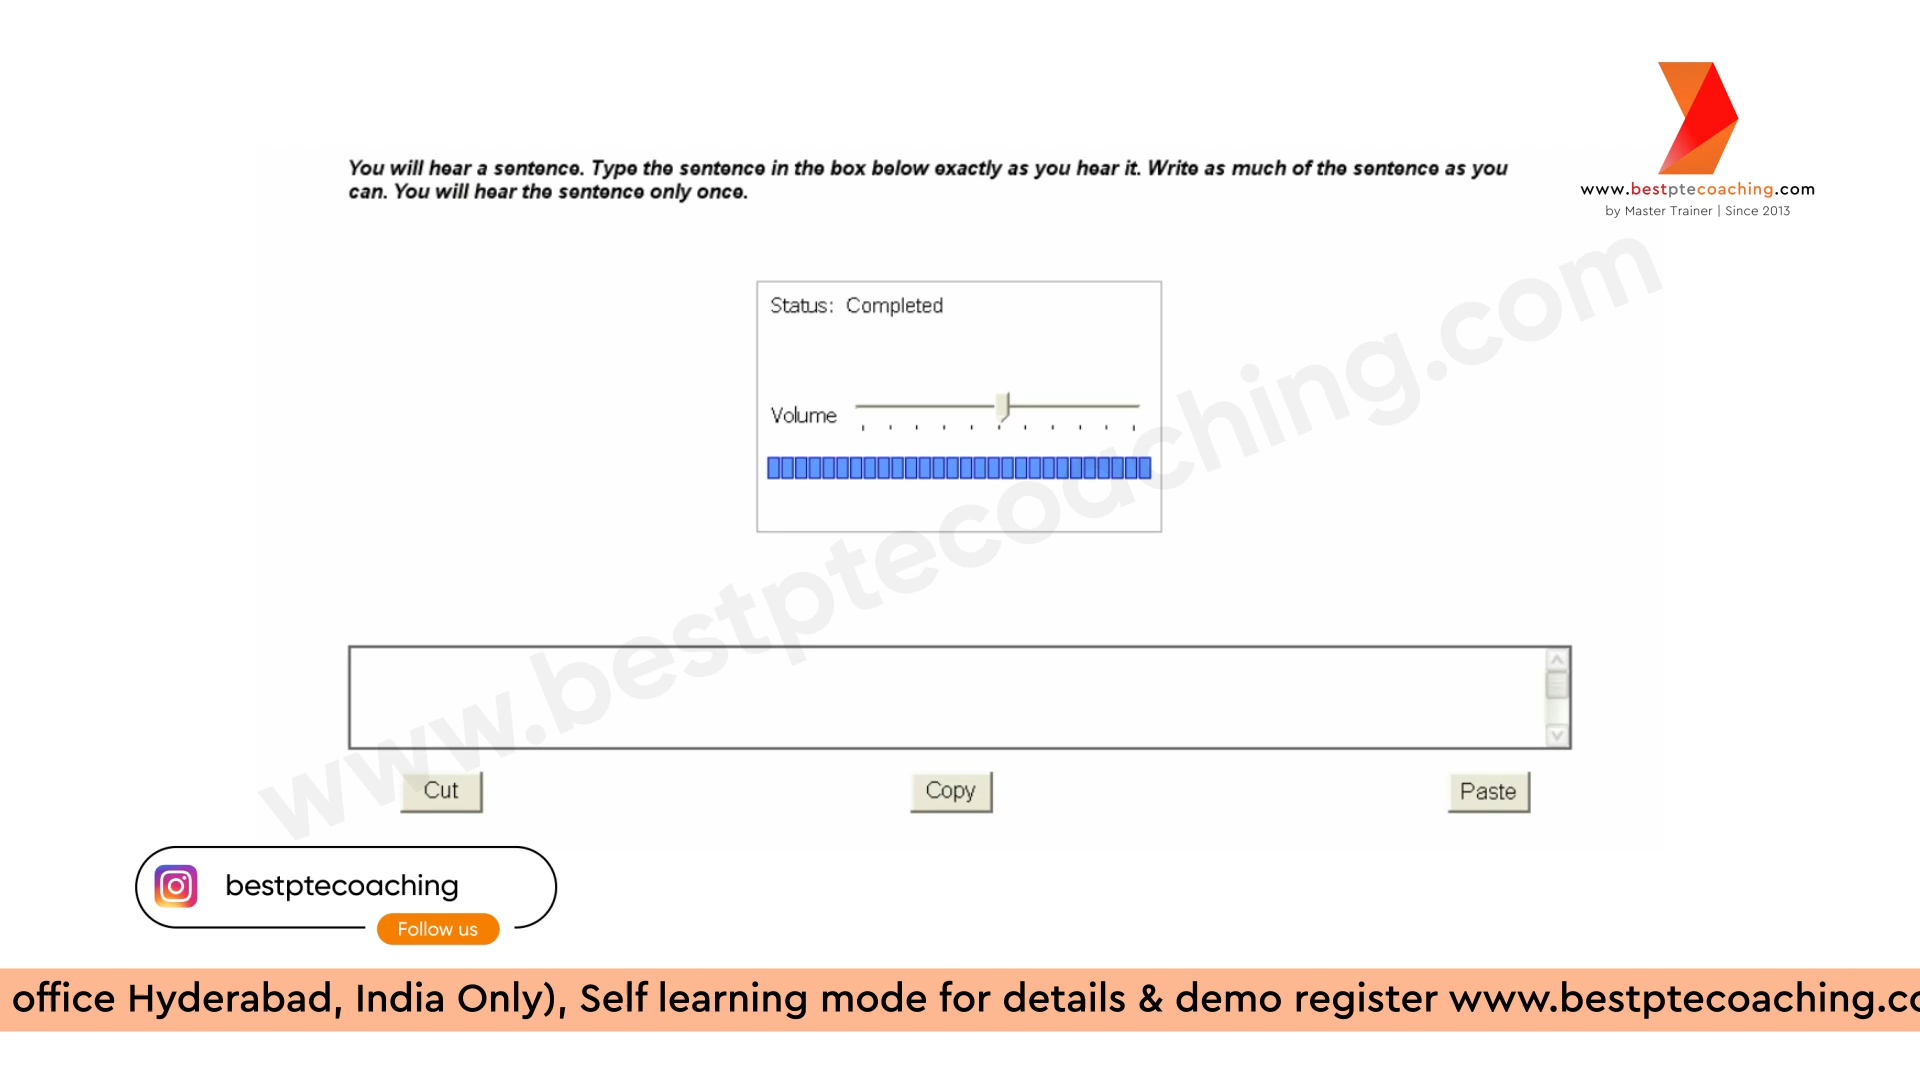 You will hear a sentence. Type the sentence in the box below exactly as you hear it. Write as much of the sentence as you
can. You will hear the sentence only once.
www.bestptecoaching.com
by Master Trainer | Since 2013
Status: Completed
Volume
www.bestptecoaching.com
Cut
Copy
Paste
bestptecoaching
Follow us
office Hyderabad, India Only), Self learning mode for details & demo register www.bestptecoaching.co